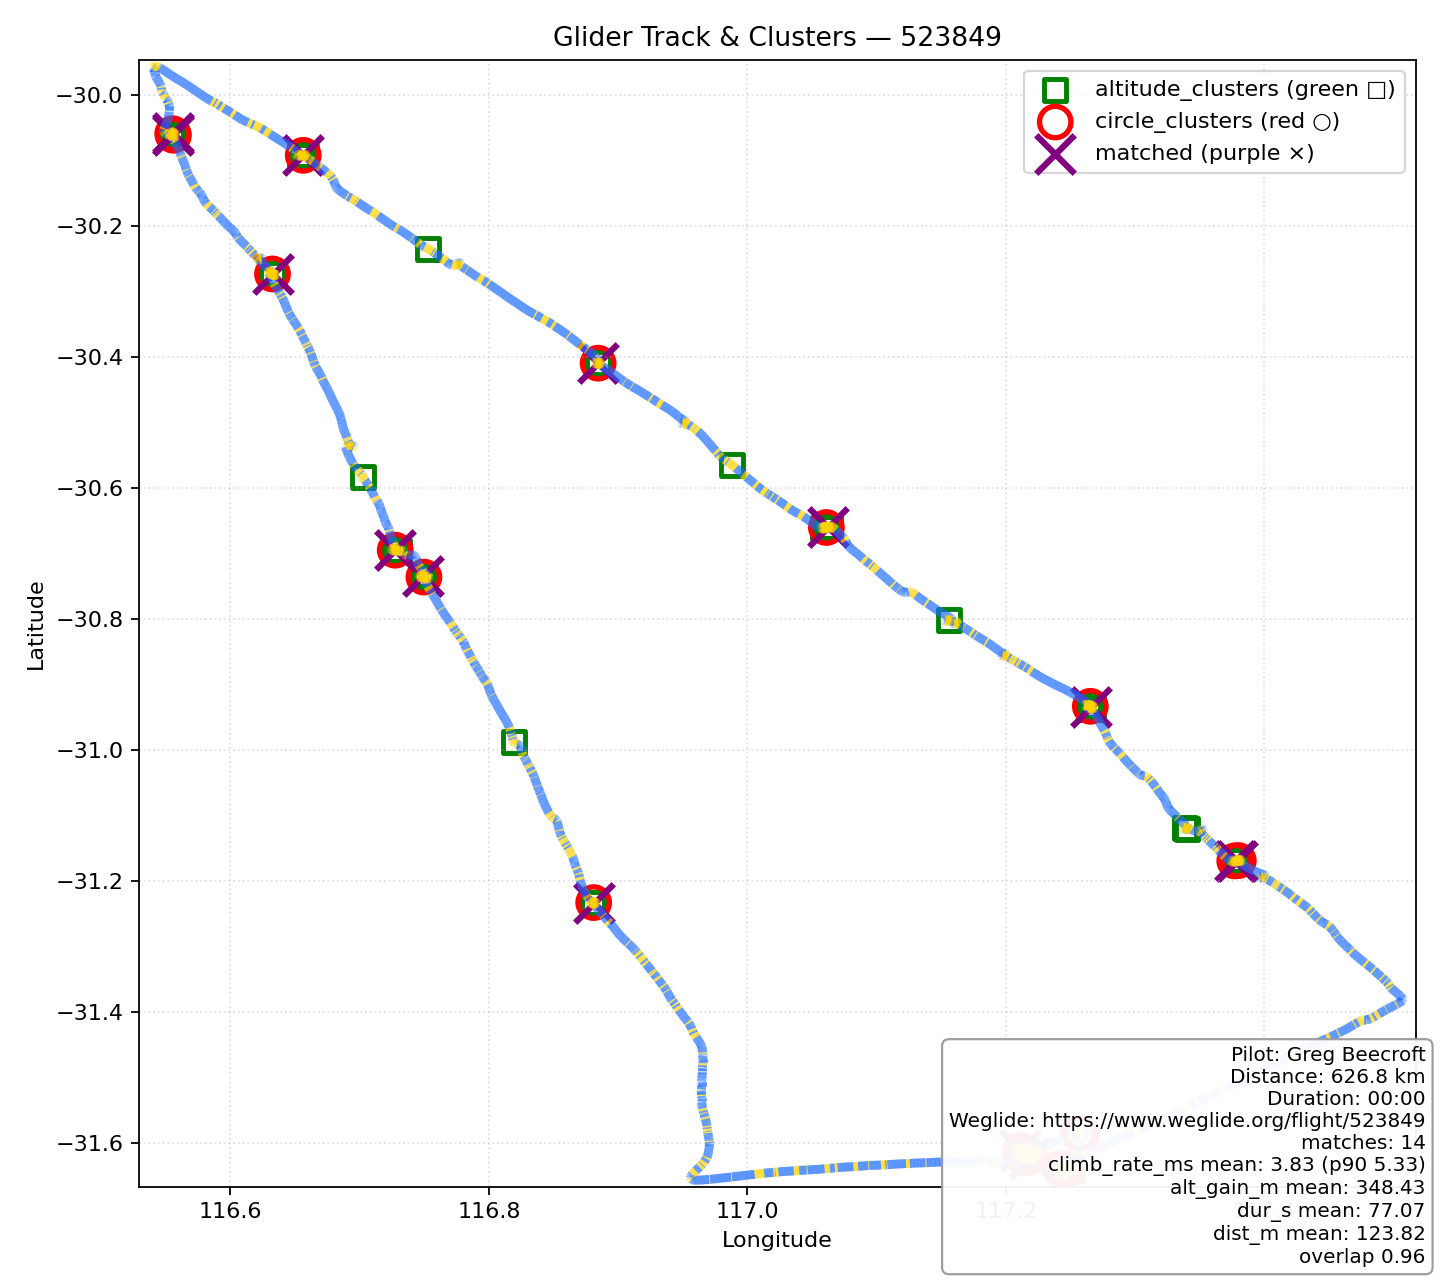 Glider Track & Clusters — 523849
altitude_clusters (green □)
circle_clusters (red ○)
matched (purple ×)
−30.0
−30.2
−30.4
−30.6
−30.8
−31.0
−31.2
−31.4
−31.6
Latitude
116.6
116.8
117.0
117.2
Longitude
Pilot: Greg Beecroft
Distance: 626.8 km
Duration: 00:00
Weglide: https://www.weglide.org/flight/523849
matches: 14
climb_rate_ms mean: 3.83 (p90 5.33)
alt_gain_m mean: 348.43
dur_s mean: 77.07
dist_m mean: 123.82
overlap 0.96